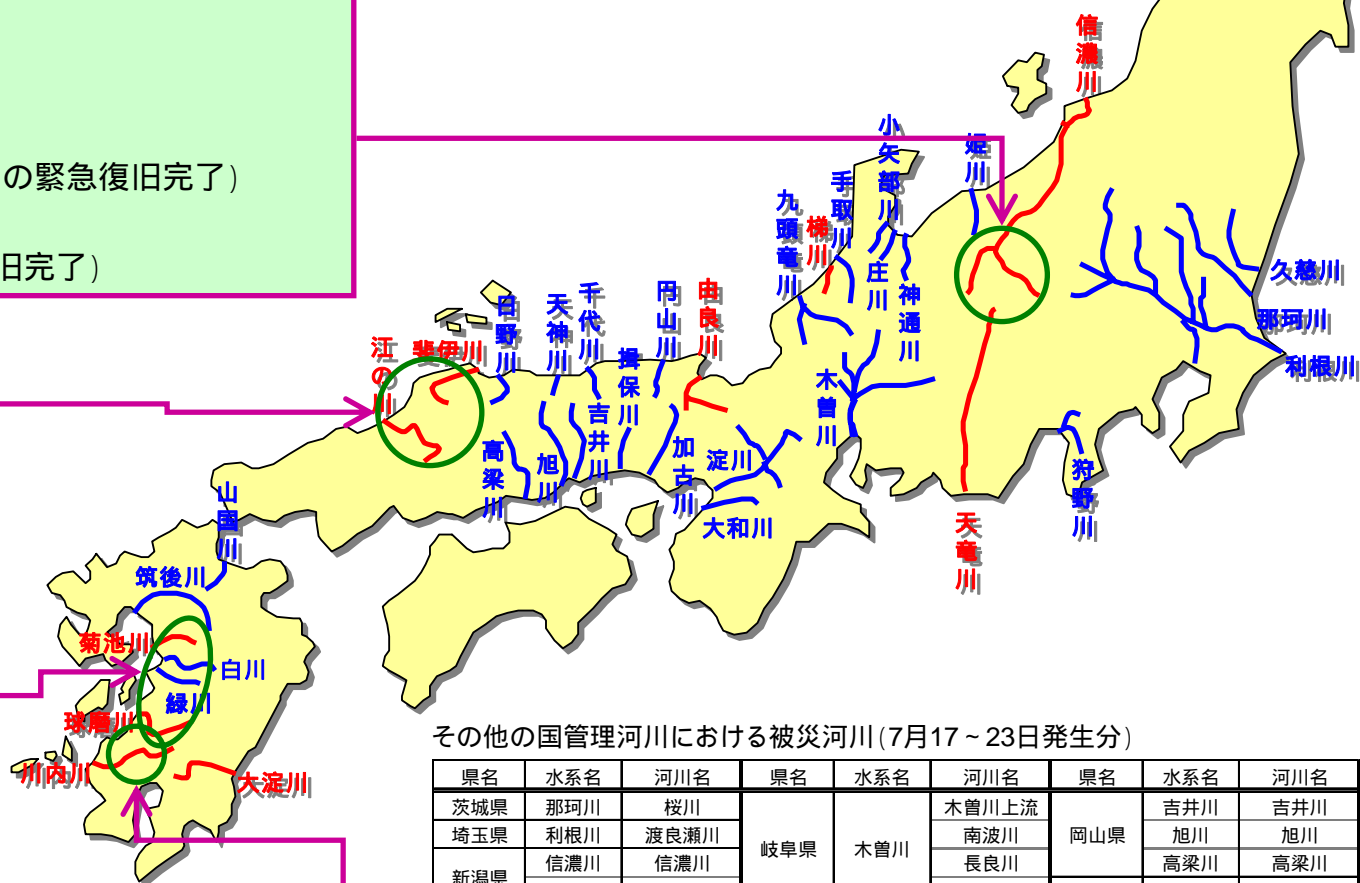 の緊急復旧完了)
旧完了)
信濃川
小矢部川
姫川
手取川
九頭竜川
梯川
庄川
神通川
久慈川
那珂川
利根川
円山川
由良川
千代川
天神川
日野川
江の川
斐伊川
揖保川
木曽川
吉井川
高梁川
旭川
加古川
淀川
大和川
狩野川
天竜川
山国川
筑後川
菊池川
白川
緑川
球磨川
川内川
大淀川
その他の国管理河川における被災河川(7月17~23日発生分)
県名 水系名 河川名 県名 水系名 河川名 県名 水系名 河川名
茨城県 那珂川 桜川 岐阜県 木曽川 木曽川上流 岡山県 吉井川 吉井川
埼玉県 利根川 渡良瀬川 南波川 旭川 旭川
新潟県 信濃川 信濃川 長良川 高梁川 高梁川